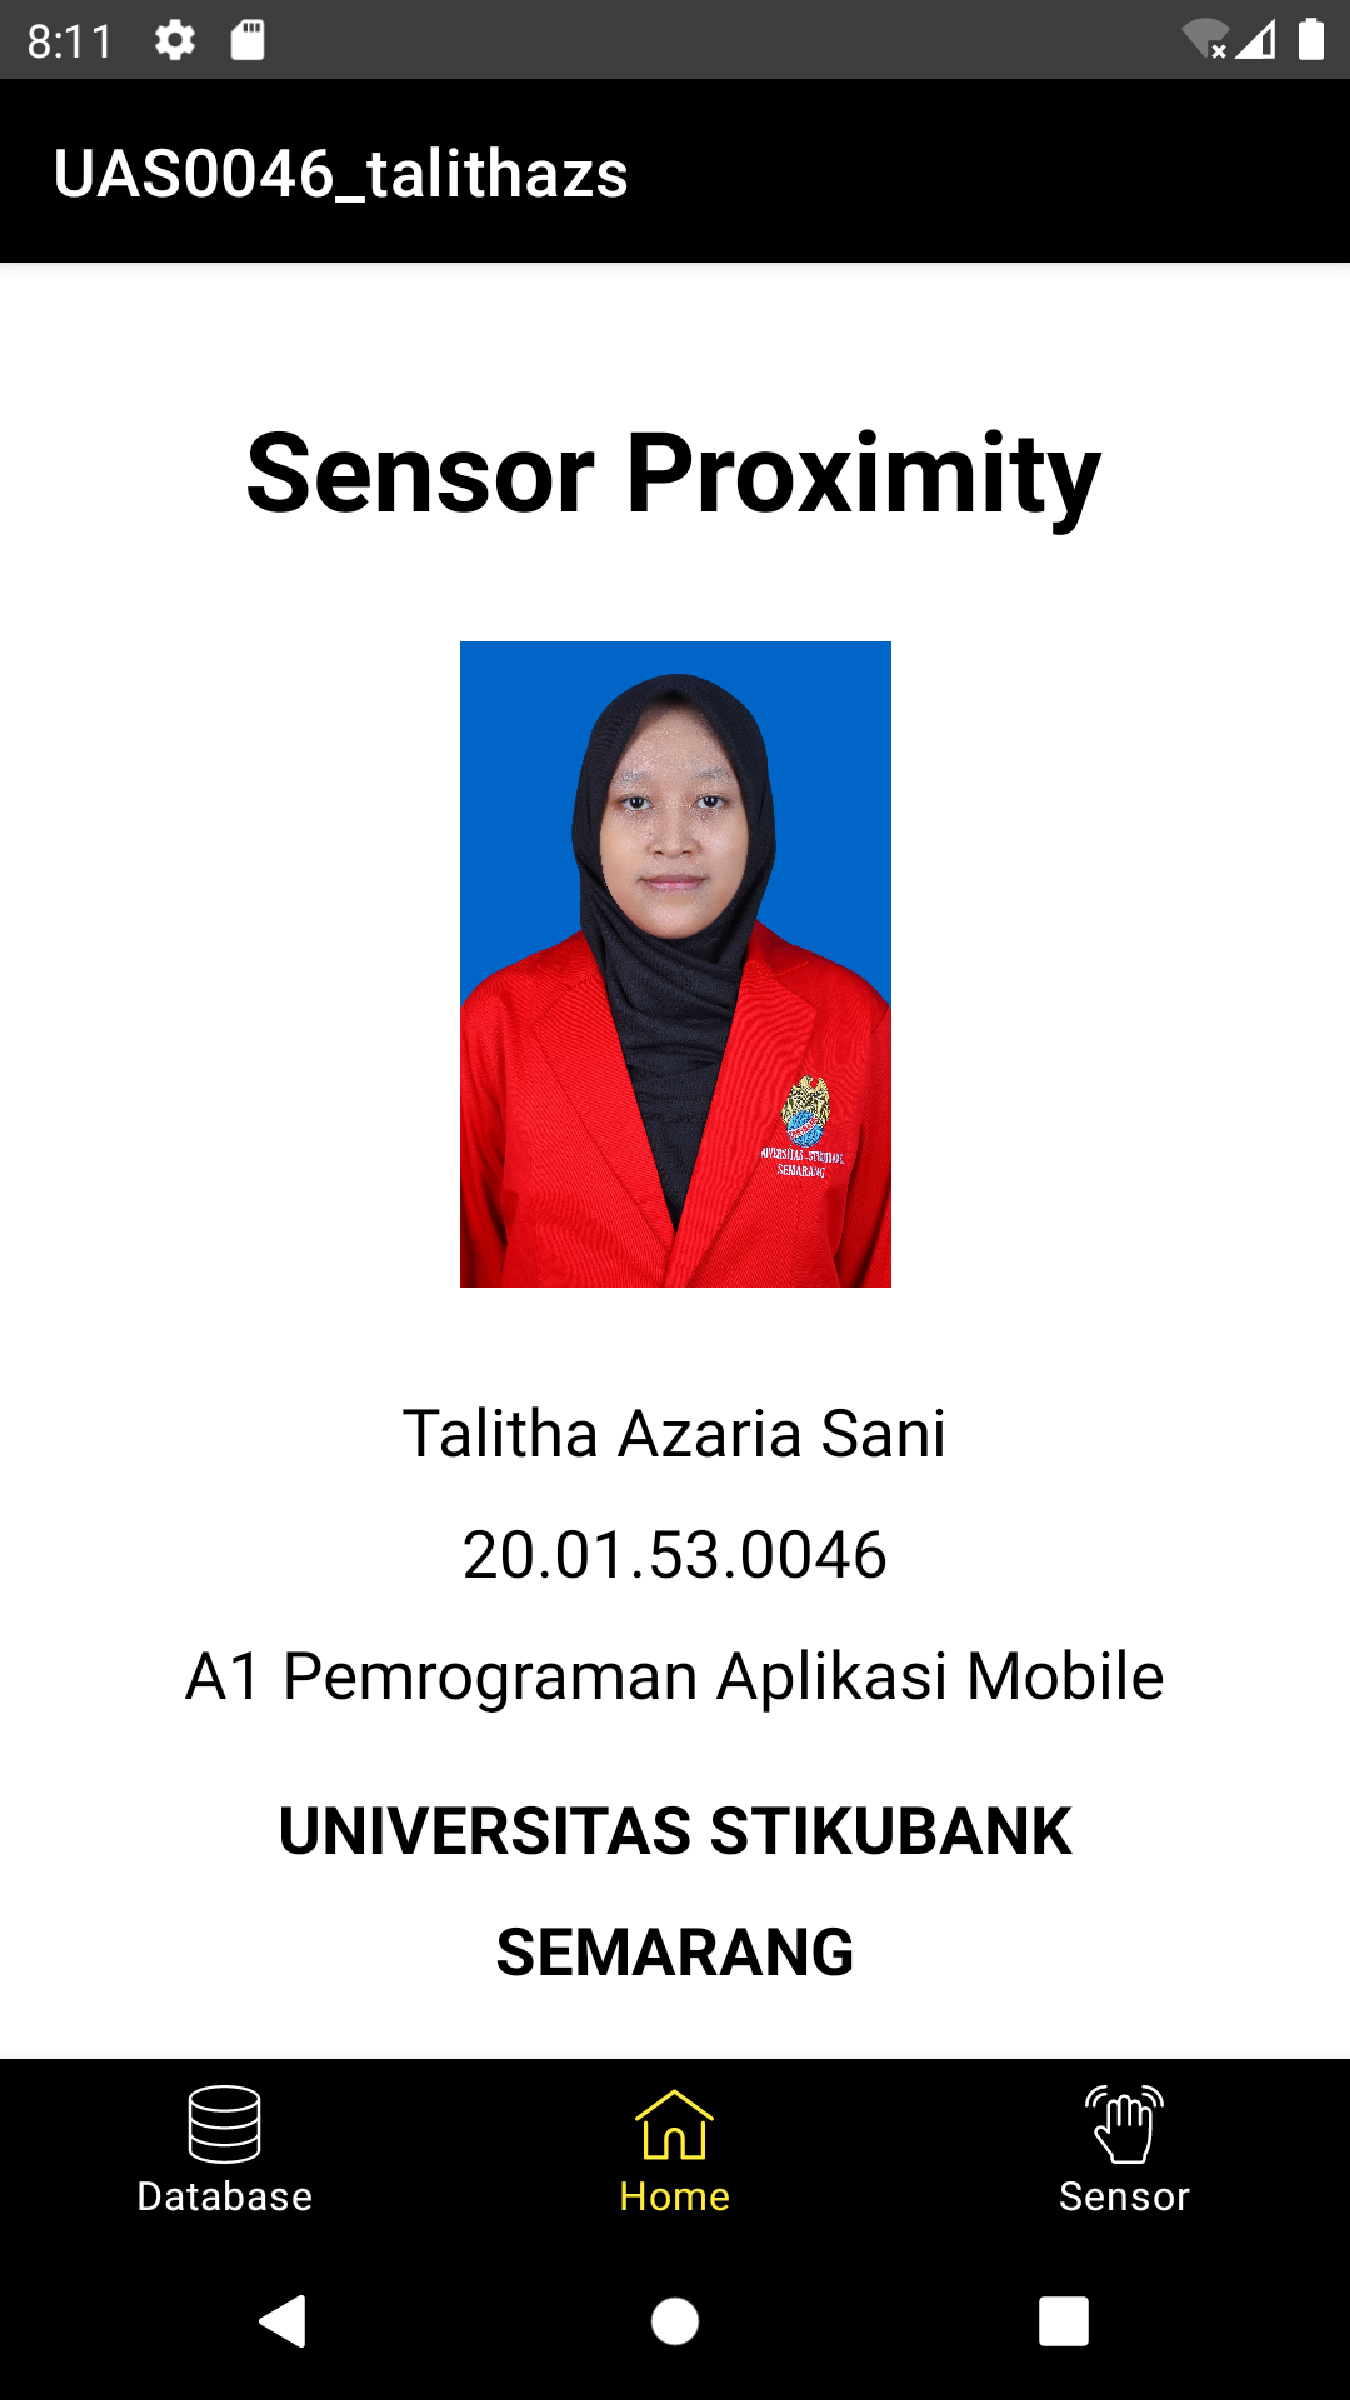 8:11
UAS0046_talithazs
Sensor Proximity
SEMARANG
Talitha Azaria Sani
20.01.53.0046
A1 Pemrograman Aplikasi Mobile
UNIVERSITAS STIKUBANK
SEMARANG
Database
Home
Sensor